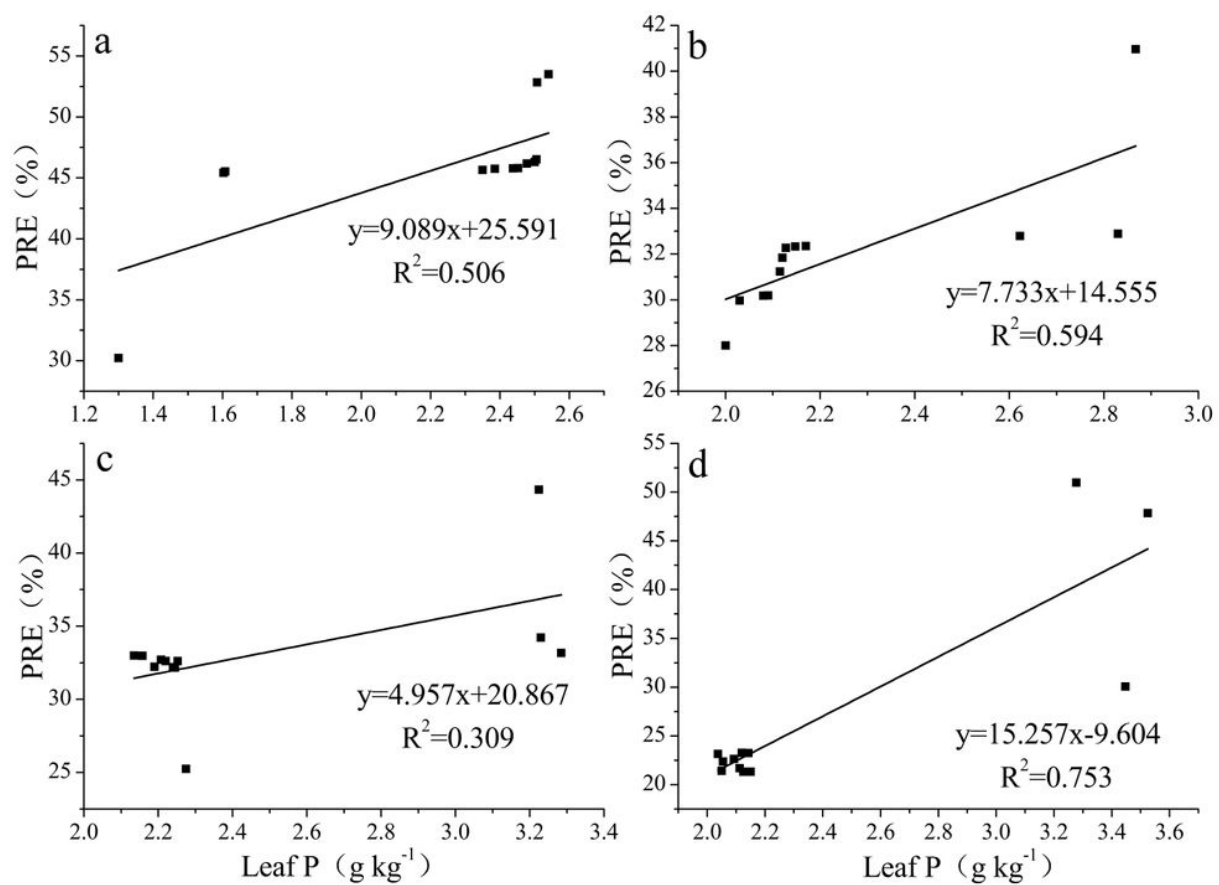 a
55
50
45
40
35
30
PRE（%）
y=9.089x+25.591
R²=0.506
1.2 1.4 1.6 1.8 2.0 2.2 2.4 2.6
b
42
40
38
36
34
32
30
28
26
PRE（%）
y=7.733x+14.555
R²=0.594
2.0 2.2 2.4 2.6 2.8 3.0
c
45
40
35
30
25
PRE（%）
y=4.957x+20.867
R²=0.309
2.0 2.2 2.4 2.6 2.8 3.0 3.2 3.4
Leaf P（g kg⁻¹）
d
55
50
45
40
35
30
25
20
PRE（%）
y=15.257x-9.604
R²=0.753
2.0 2.2 2.4 2.6 2.8 3.0 3.2 3.4 3.6
Leaf P（g kg⁻¹）